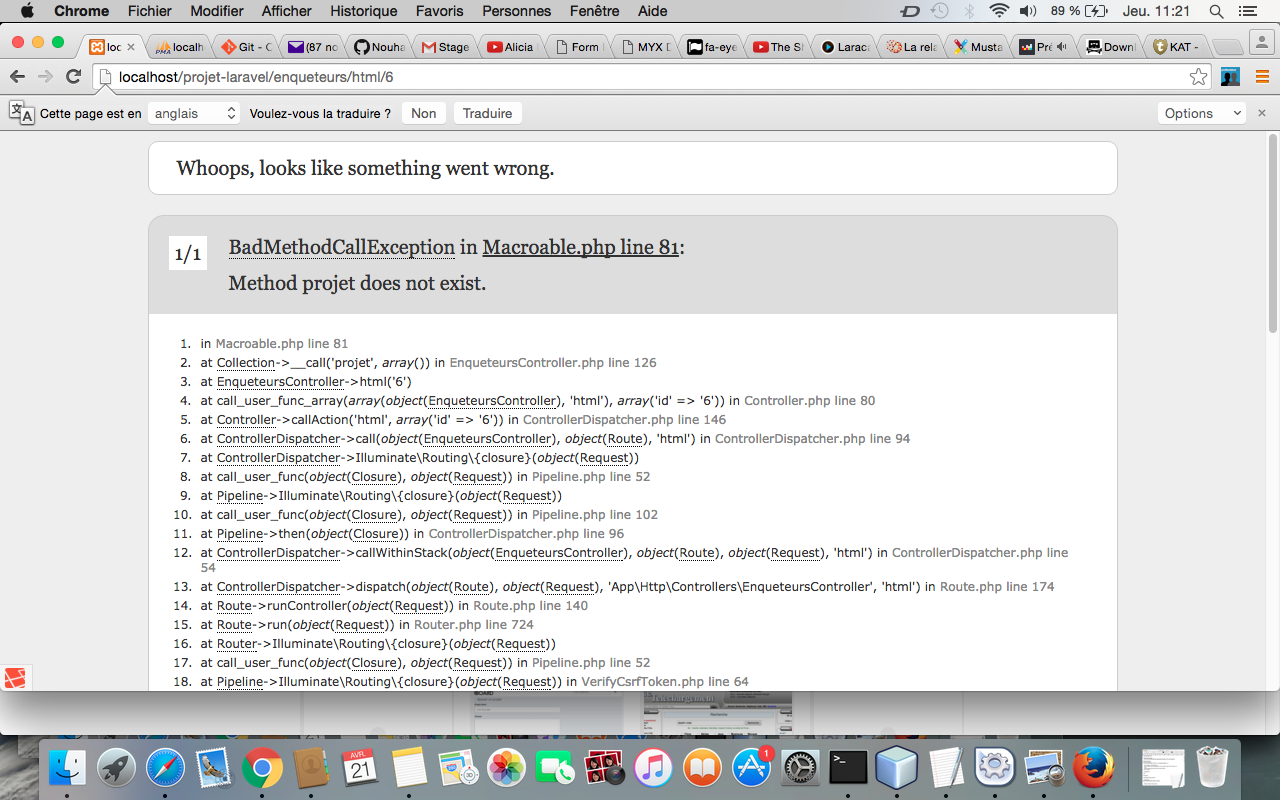 Chrome Fichier Modifier Afficher Historique Favoris Personnes Fenêtre Aide 89 % Jeu. 11:21
loc localh Git - C (87 no Nouha Stage Alicia Form MYX D fa-eye The S Laraca La rela Musta Pré Downl KAT -
localhost/projet-laravel/enqueteurs/html/6
Cette page est en anglais Voulez-vous la traduire ? Non Traduire Options
Whoops, looks like something went wrong.
1/1 BadMethodCallException in Macroable.php line 81:
Method projet does not exist.
1. in Macroable.php line 81
2. at Collection->__call('projet', array()) in EnqueteursController.php line 126
3. at EnqueteursController->html('6')
4. at call_user_func_array(array(object(EnqueteursController), 'html'), array('id' => '6')) in Controller.php line 80
5. at Controller->callAction('html', array('id' => '6')) in ControllerDispatcher.php line 146
6. at ControllerDispatcher->call(object(EnqueteursController), object(Route), 'html') in ControllerDispatcher.php line 94
7. at ControllerDispatcher->Illuminate\Routing\{closure}(object(Request))
8. at call_user_func(object(Closure), object(Request)) in Pipeline.php line 52
9. at Pipeline->Illuminate\Routing\{closure}(object(Request))
10. at call_user_func(object(Closure), object(Request)) in Pipeline.php line 102
11. at Pipeline->then(object(Closure)) in ControllerDispatcher.php line 96
12. at ControllerDispatcher->callWithinStack(object(EnqueteursController), object(Route), object(Request), 'html') in ControllerDispatcher.php line
54
13. at ControllerDispatcher->dispatch(object(Route), object(Request), 'App\Http\Controllers\EnqueteursController', 'html') in Route.php line 174
14. at Route->runController(object(Request)) in Route.php line 140
15. at Route->run(object(Request)) in Router.php line 724
16. at Router->Illuminate\Routing\{closure}(object(Request))
17. at call_user_func(object(Closure), object(Request)) in Pipeline.php line 52
18. at Pipeline->Illuminate\Routing\{closure}(object(Request)) in VerifyCsrfToken.php line 64
Téléchargement
AVR.
21
1